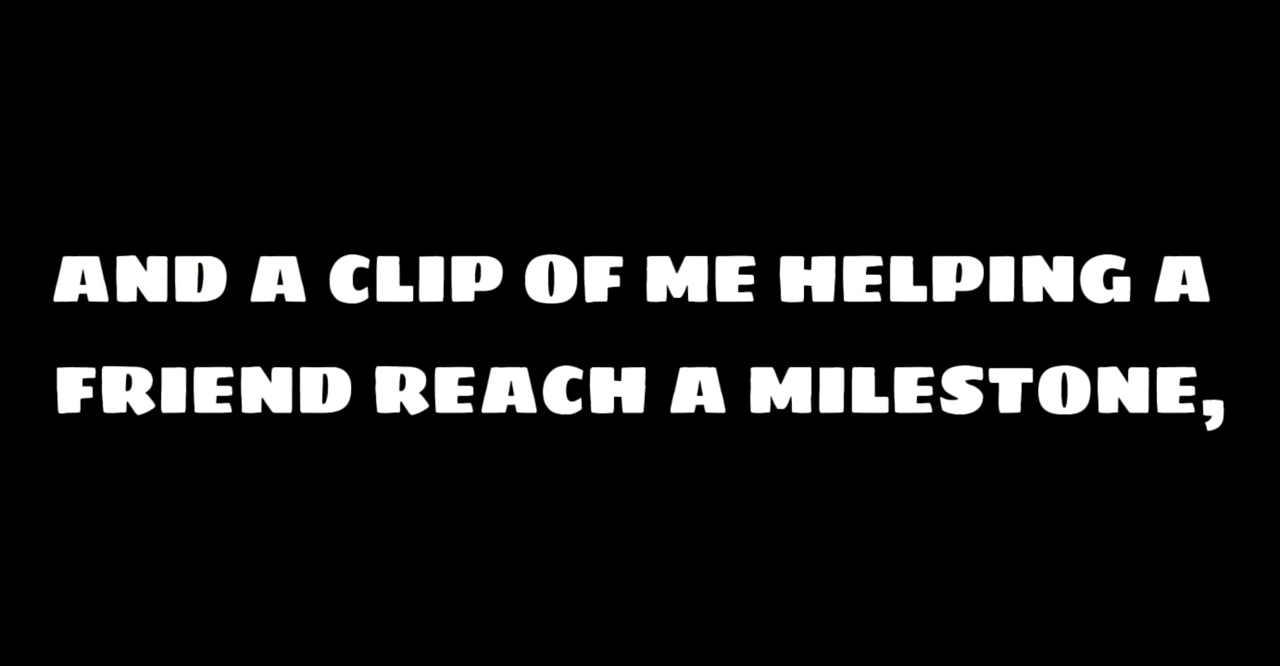 AND A CLIP OF ME HELPING A
FRIEND REACH A MILESTONE,